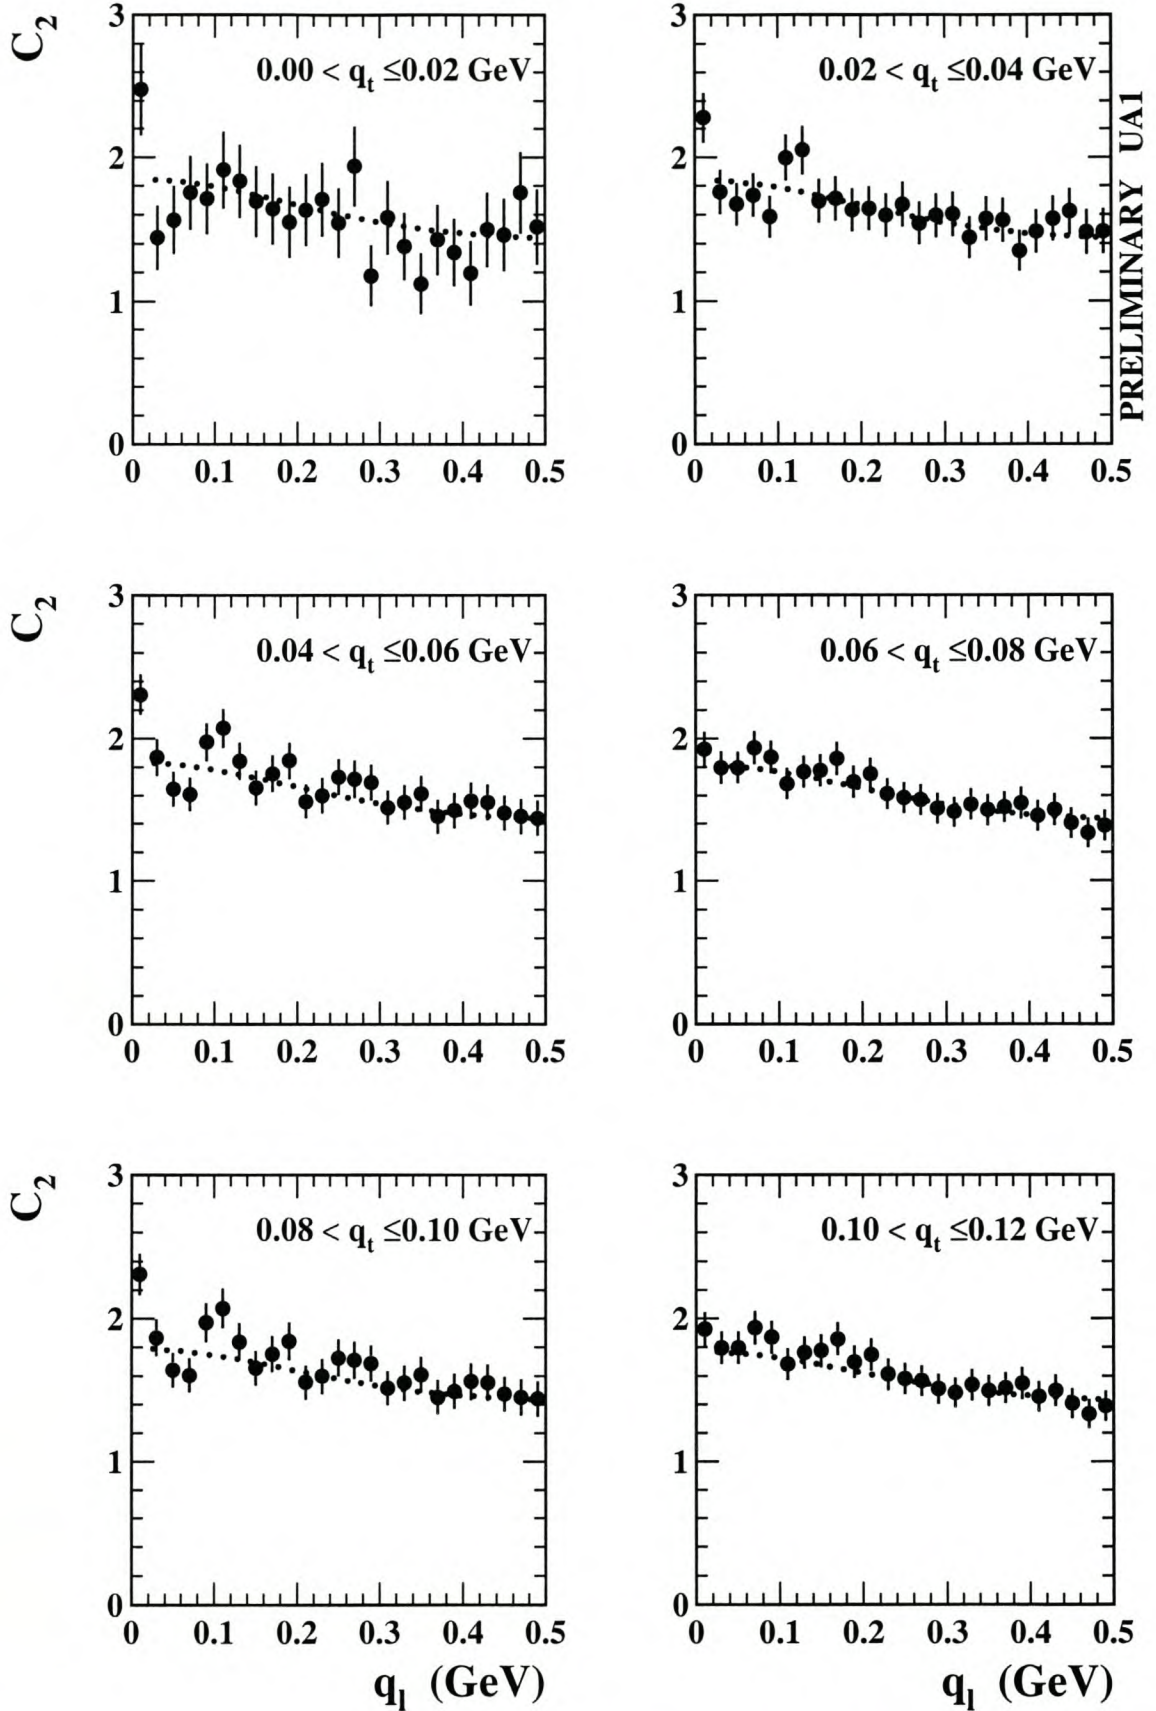 C2
3
2
1
0
0.00 < qt ≤0.02 GeV
0 0.1 0.2 0.3 0.4 0.5
3
2
1
0
0.02 < qt ≤0.04 GeV
0 0.1 0.2 0.3 0.4 0.5
PRELIMINARY UA1
C2
3
2
1
0
0.04 < qt ≤0.06 GeV
0 0.1 0.2 0.3 0.4 0.5
3
2
1
0
0.06 < qt ≤0.08 GeV
0 0.1 0.2 0.3 0.4 0.5
C2
3
2
1
0
0.08 < qt ≤0.10 GeV
0 0.1 0.2 0.3 0.4 0.5
ql (GeV)
3
2
1
0
0.10 < qt ≤0.12 GeV
0 0.1 0.2 0.3 0.4 0.5
ql (GeV)